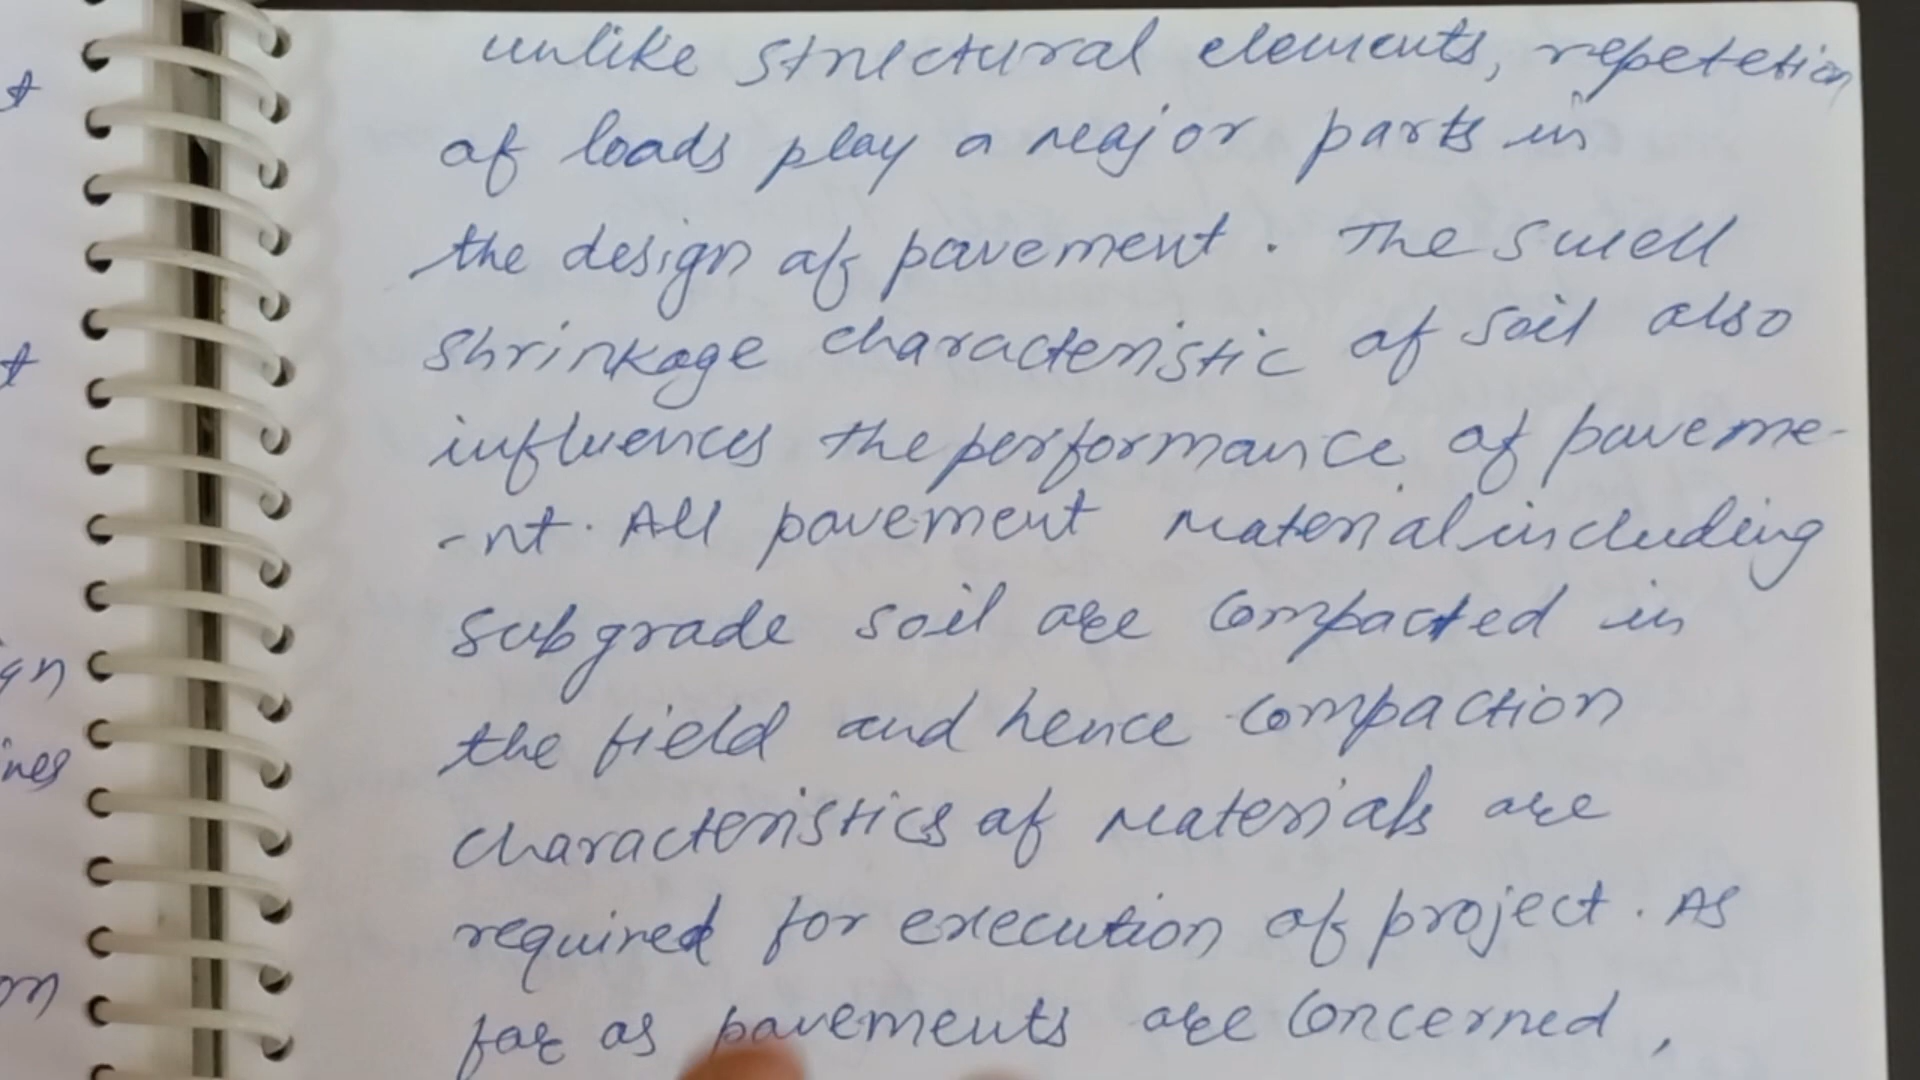 unlike structural elements, repetetion
of loads play a major parts in
the design of pavement. The swell
shrinkage characteristic of soil also
influences the performance of paveme-
-nt. All pavement material including
subgrade soil are compacted in
the field and hence compaction
characteristics of materials are
required for execution of project. As
far as pavements are concerned,